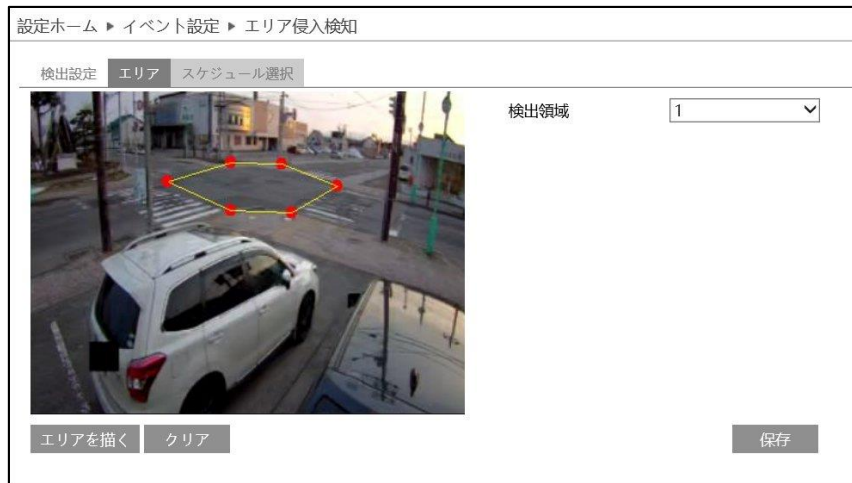 設定ホーム ▶ イベント設定 ▶ エリア侵入検知
検出設定 エリア スケジュール選択
検出領域 1
エリアを描く クリア 保存